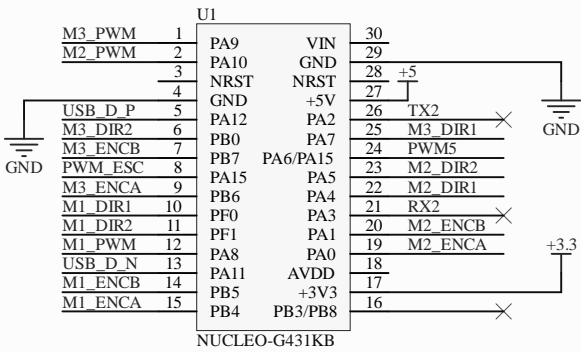 U1
M3_PWM 1 PA9 VIN 30
M2_PWM 2 PA10 GND 29
3 NRST NRST 28
4 GND +5V 27 +5
USB_D_P 5 PA12 PA2 26 TX2
M3_DIR2 6 PB0 PA7 25 M3_DIR1
M3_ENCB 7 PB7 PA6/PA15 24 PWM5
PWM_ESC 8 PA15 PA5 23 M2_DIR2
M3_ENCA 9 PB6 PA4 22 M2_DIR1
M1_DIR1 10 PF0 PA3 21 RX2
M1_DIR2 11 PF1 PA1 20 M2_ENCB
M1_PWM 12 PA8 PA0 19 M2_ENCA
USB_D_N 13 PA11 AVDD 18
M1_ENCB 14 PB5 +3V3 17 +3.3
M1_ENCA 15 PB4 PB3/PB8 16
GND
GND
NUCLEO-G431KB